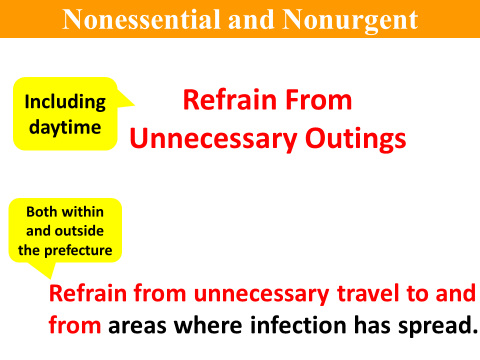 Nonessential and Nonurgent
Including
daytime
Refrain From
Unnecessary Outings
Both within
and outside
the prefecture
Refrain from unnecessary travel to and
from areas where infection has spread.